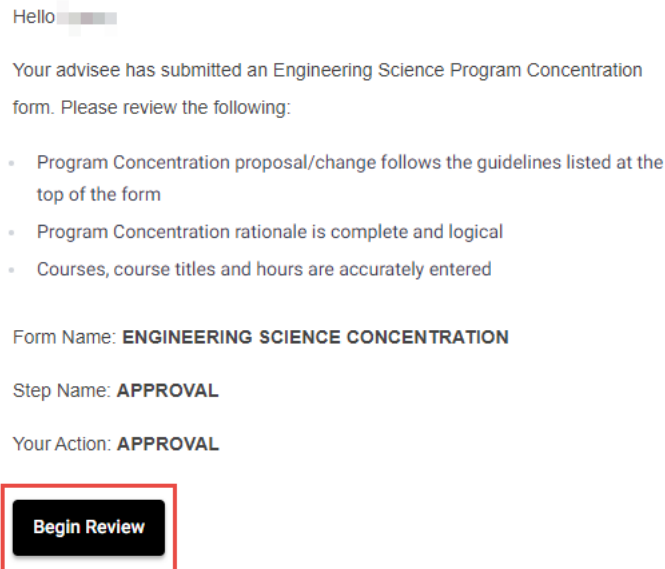 Hello
Your advisee has submitted an Engineering Science Program Concentration
form. Please review the following:
Program Concentration proposal/change follows the guidelines listed at the
top of the form
Program Concentration rationale is complete and logical
Courses, course titles and hours are accurately entered
Form Name: ENGINEERING SCIENCE CONCENTRATION
Step Name: APPROVAL
Your Action: APPROVAL
Begin Review